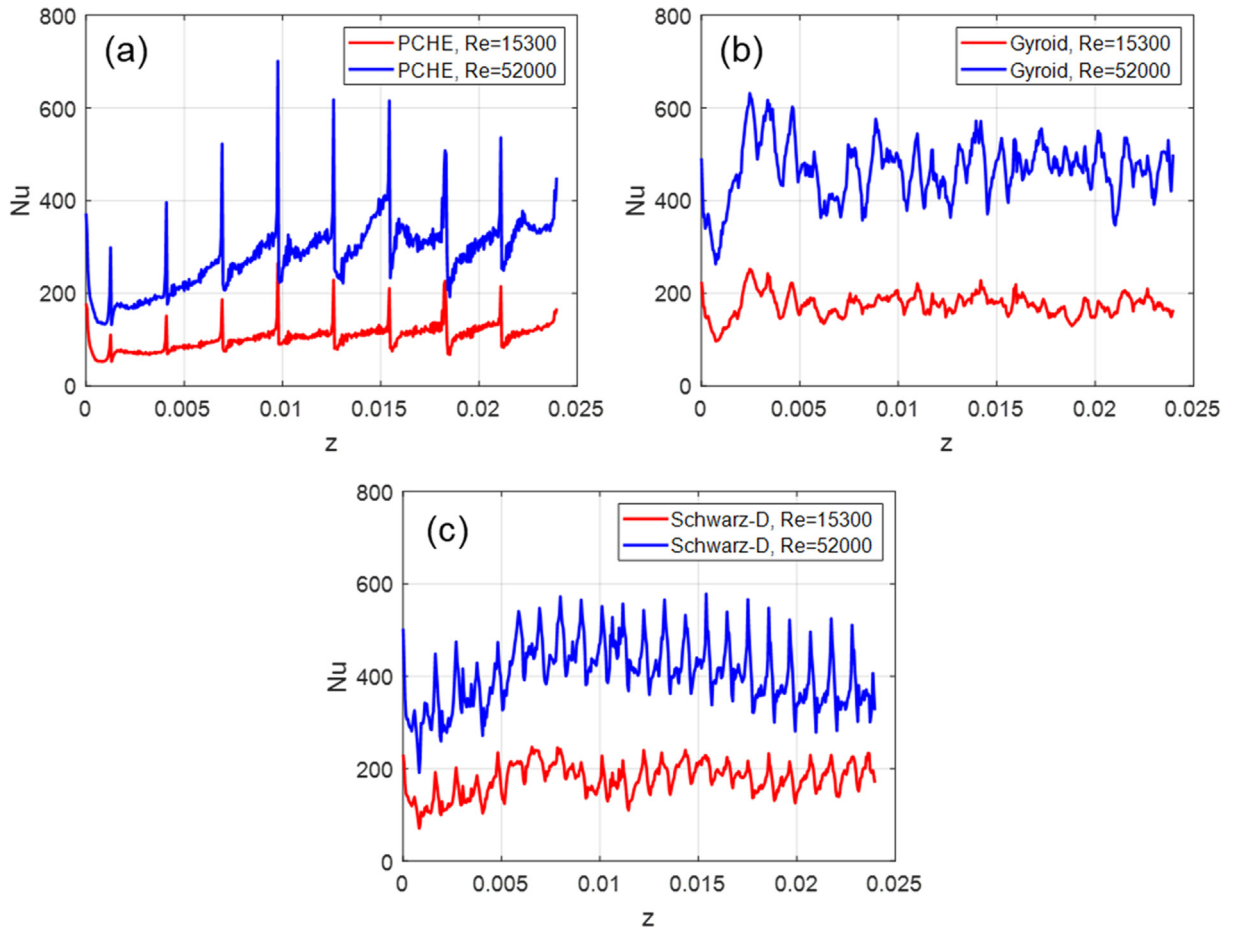 (a)
PCHE, Re=15300
PCHE, Re=52000
800
600
400
200
0
Nu
0 0.005 0.01 0.015 0.02 0.025
z
(b)
Gyroid, Re=15300
Gyroid, Re=52000
800
600
400
200
0
Nu
0 0.005 0.01 0.015 0.02 0.025
z
(c)
Schwarz-D, Re=15300
Schwarz-D, Re=52000
800
600
400
200
0
Nu
0 0.005 0.01 0.015 0.02 0.025
z